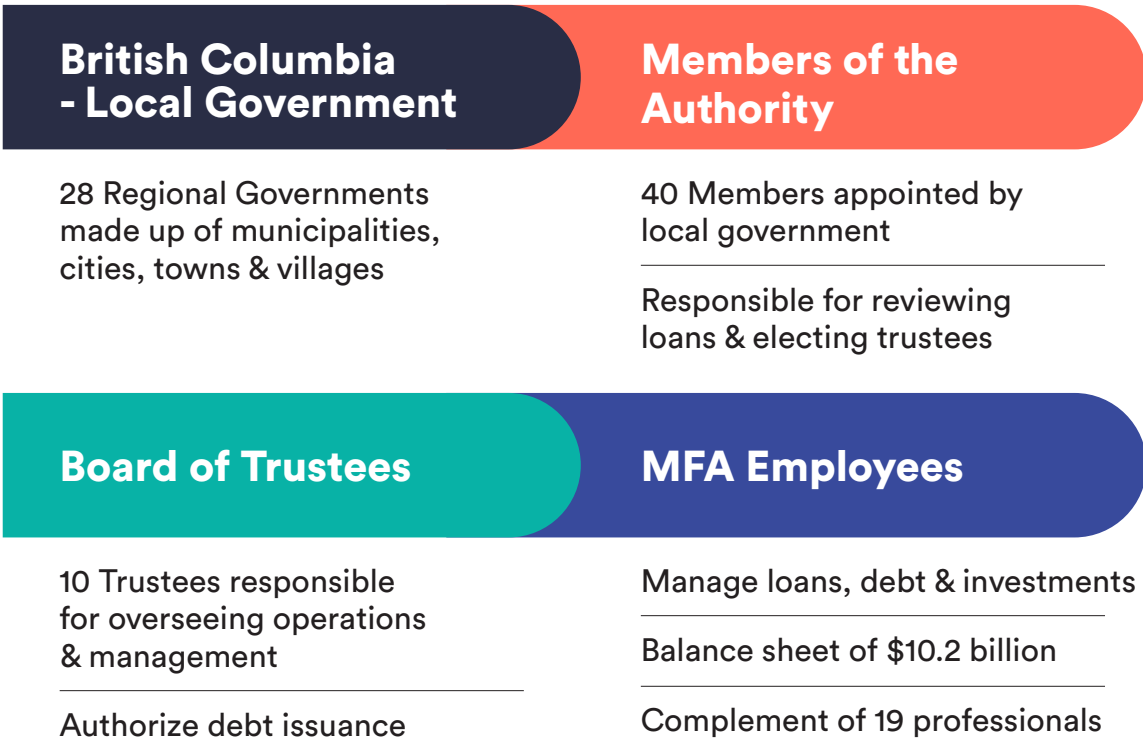 British Columbia
- Local Government
28 Regional Governments
made up of municipalities,
cities, towns & villages
Members of the
Authority
40 Members appointed by
local government
Responsible for reviewing
loans & electing trustees
Board of Trustees
10 Trustees responsible
for overseeing operations
& management
Authorize debt issuance
MFA Employees
Manage loans, debt & investments
Balance sheet of $10.2 billion
Complement of 19 professionals